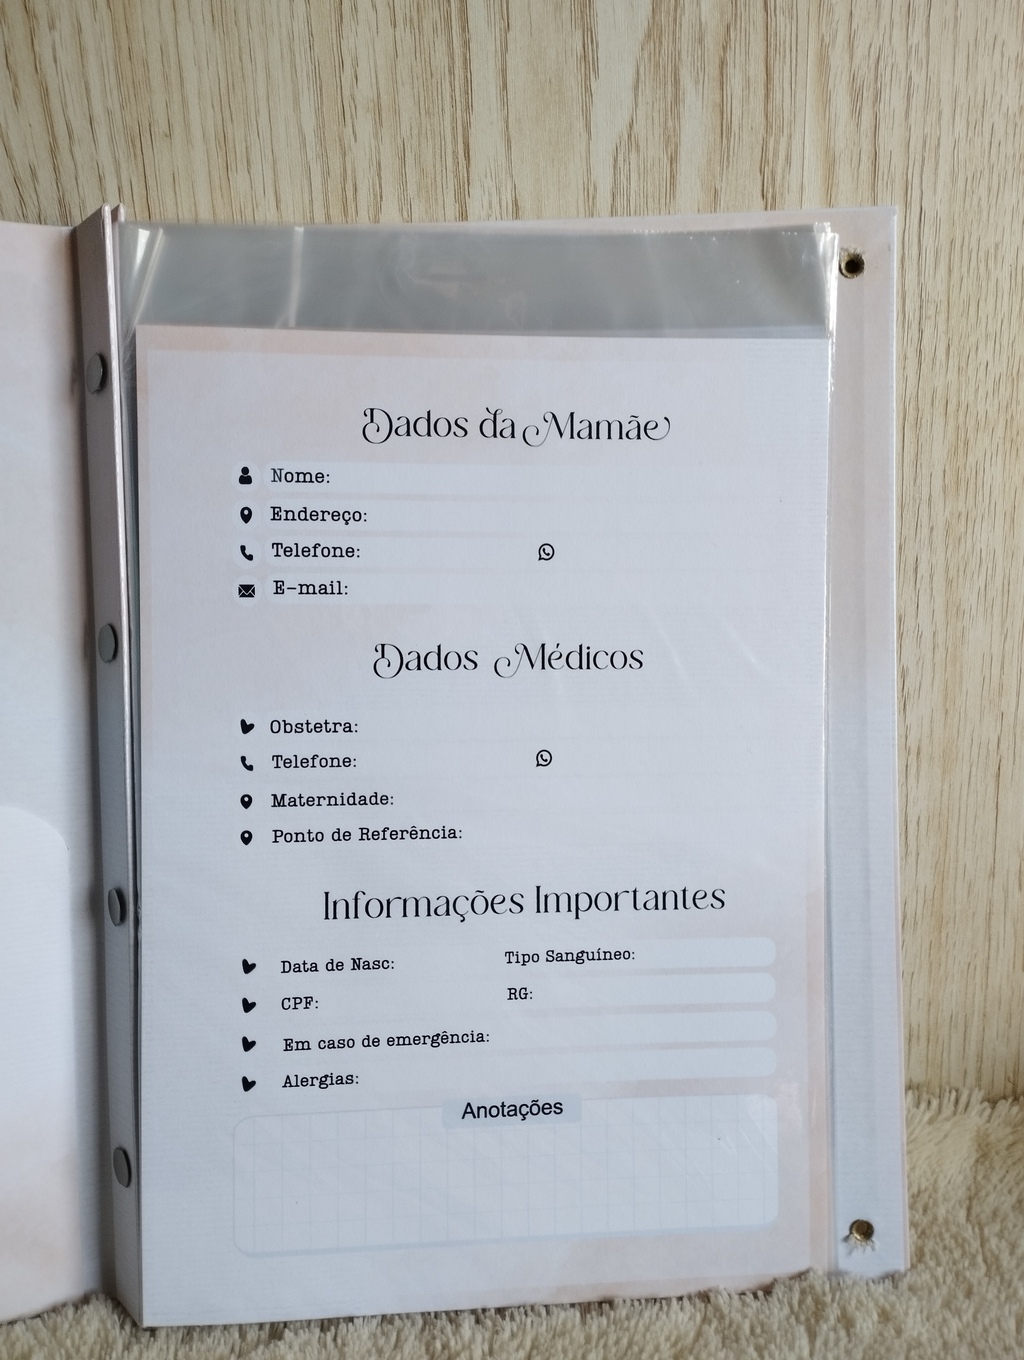 Dados da Mamãe
Nome:
Endereço:
Telefone:
E-mail:
Dados Médicos
Obstetra:
Telefone:
Maternidade:
Ponto de Referência:
Informações Importantes
Data de Nasc: Tipo Sanguíneo:
CPF: RG:
Em caso de emergência:
Alergias:
Anotações